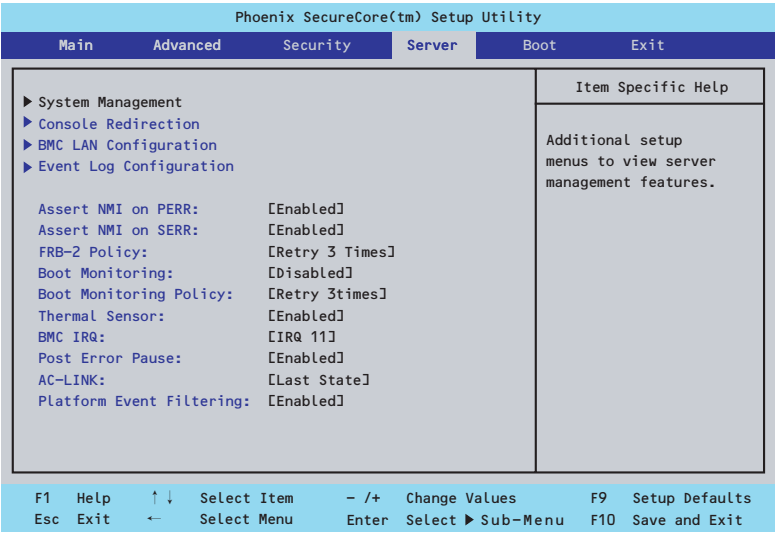 Phoenix SecureCore(tm) Setup Utility
Main Advanced Security Server Boot Exit
▶ System Management
▶ Console Redirection
▶ BMC LAN Configuration
▶ Event Log Configuration
Assert NMI on PERR: [Enabled]
Assert NMI on SERR: [Enabled]
FRB-2 Policy: [Retry 3 Times]
Boot Monitoring: [Disabled]
Boot Monitoring Policy: [Retry 3times]
Thermal Sensor: [Enabled]
BMC IRQ: [IRQ 11]
Post Error Pause: [Enabled]
AC-LINK: [Last State]
Platform Event Filtering: [Enabled]
Item Specific Help
Additional setup
menus to view server
management features.
F1 Help ↑↓ Select Item - /+ Change Values F9 Setup Defaults
Esc Exit ← Select Menu Enter Select ▶ Sub-Menu F10 Save and Exit